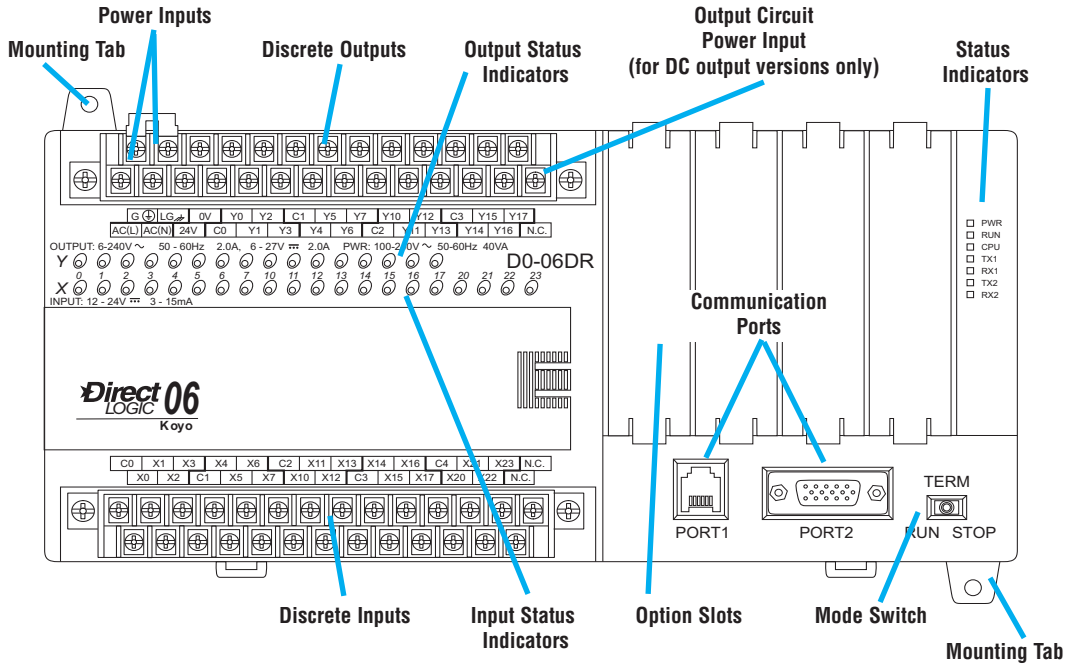 Power Inputs
Mounting Tab
Discrete Outputs
Output Status
Indicators
Output Circuit
Power Input
(for DC output versions only)
Status
Indicators
G LG 0V Y0 Y2 C1 Y5 Y7 Y10 Y12 C3 Y15 Y17
AC(L) AC(N) 24V C0 Y1 Y3 Y4 Y6 C2 Y11 Y13 Y14 Y16 N.C.
OUTPUT: 6-240V ~ 50 - 60Hz 2.0A, 6 - 27V ⎓ 2.0A PWR: 100-240V ~ 50-60Hz 40VA
Y
D0-06DR
0 1 2 3 4 5 6 7 10 11 12 13 14 15 16 17 20 21 22 23
X
INPUT: 12 - 24V ⎓ 3 - 15mA
PWR
RUN
CPU
TX1
RX1
TX2
RX2
Communication
Ports
Direct
LOGIC 06
Koyo
C0 X1 X3 X4 X6 C2 X11 X13 X14 X16 C4 X21 X23 N.C.
X0 X2 C1 X5 X7 X10 X12 C3 X15 X17 X20 X22 N.C.
PORT1
PORT2
TERM
RUN STOP
Discrete Inputs
Input Status
Indicators
Option Slots
Mode Switch
Mounting Tab